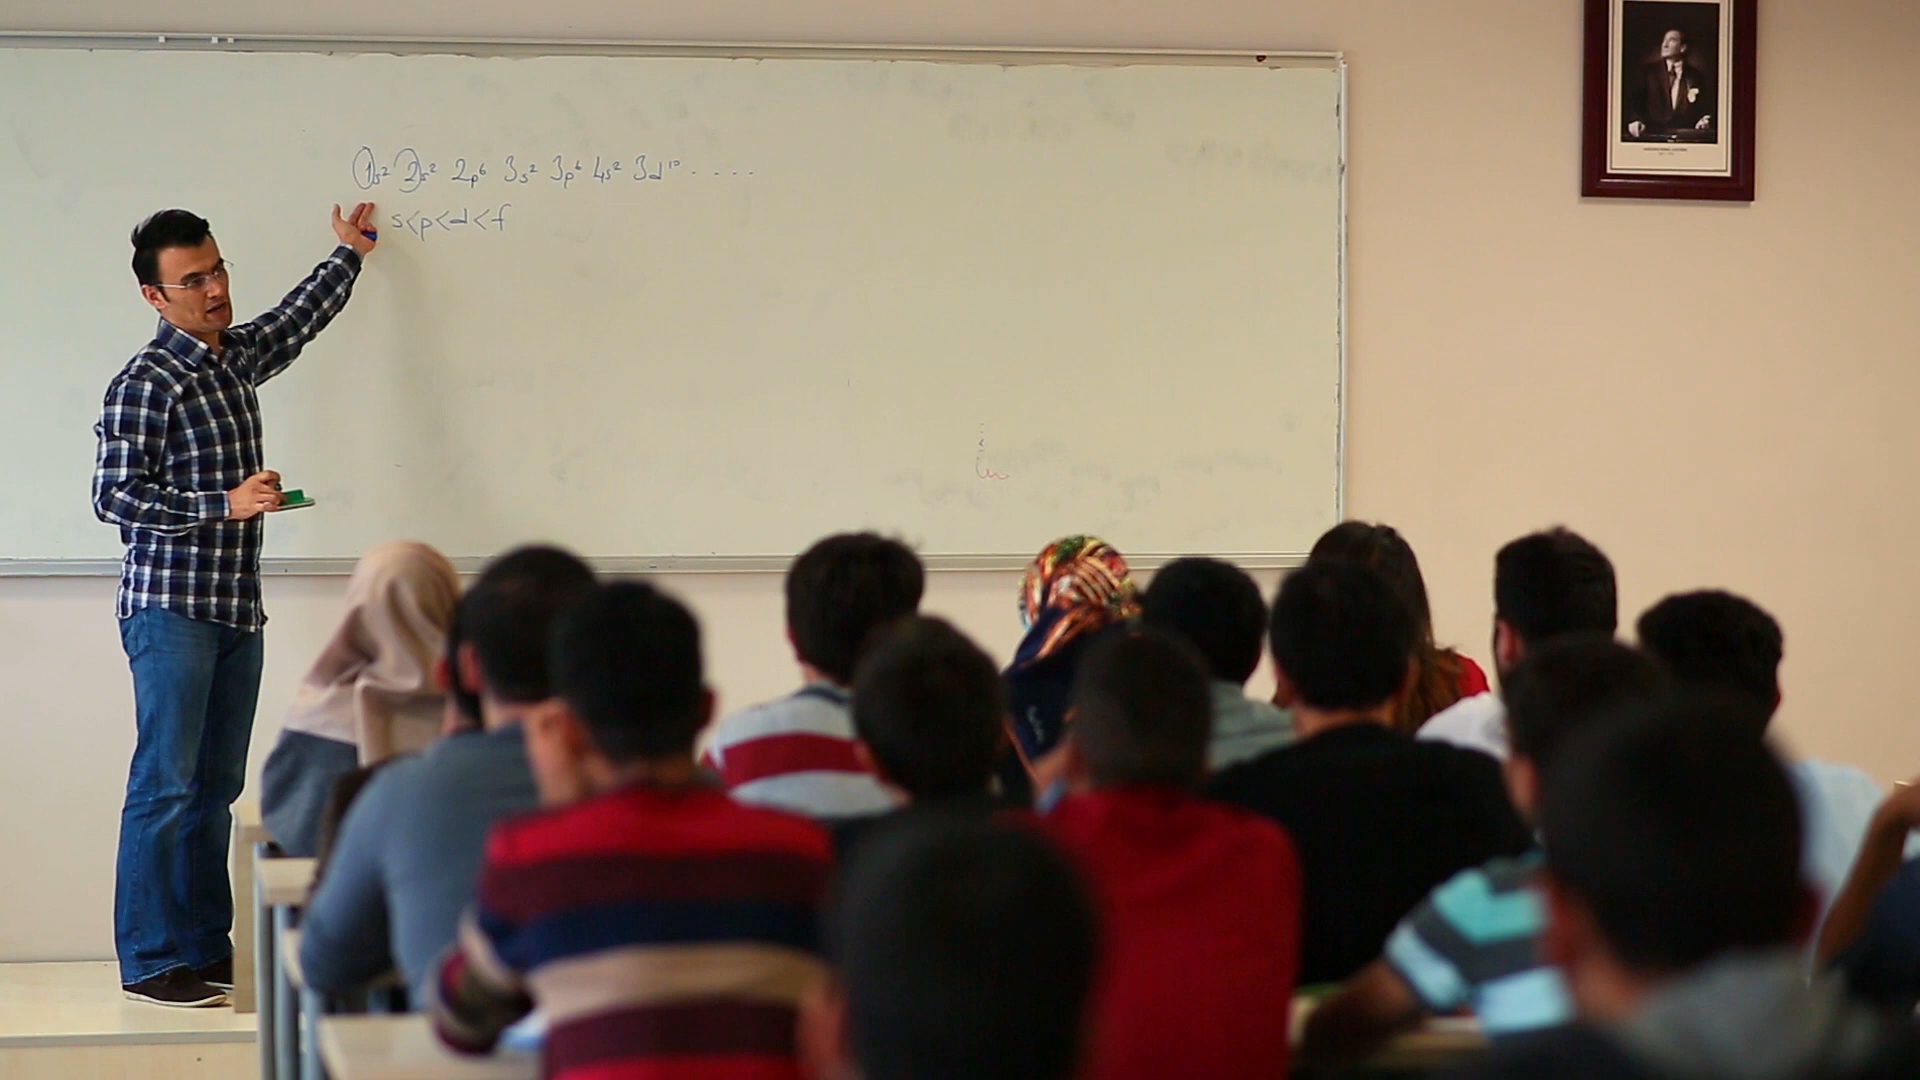 1s² 2s² 2p⁶ 3s² 3p⁶ 4s² 3d¹⁰ . . . .
s<p<d<f